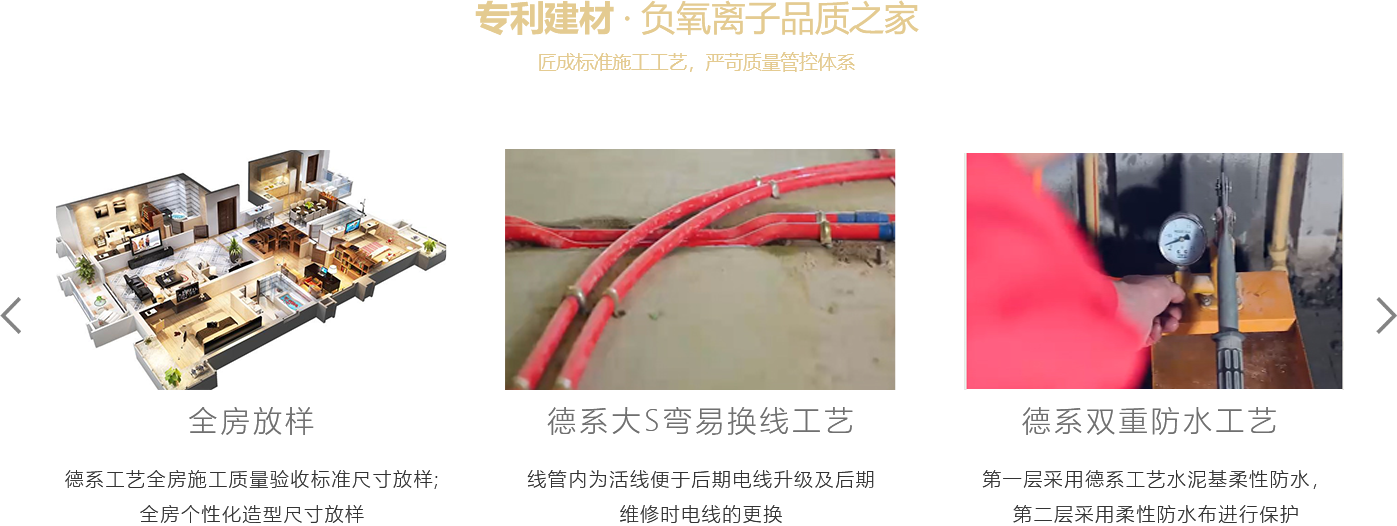 专利建材·负氧离子品质之家
匠成标准施工工艺，严苛质量管控体系
全房放样
德系工艺全房施工质量验收标准尺寸放样；
全房个性化造型尺寸放样
德系大S弯易换线工艺
线管内为活线便于后期电线升级及后期
维修时电线的更换
德系双重防水工艺
第一层采用德系工艺水泥基柔性防水，
第二层采用柔性防水布进行保护